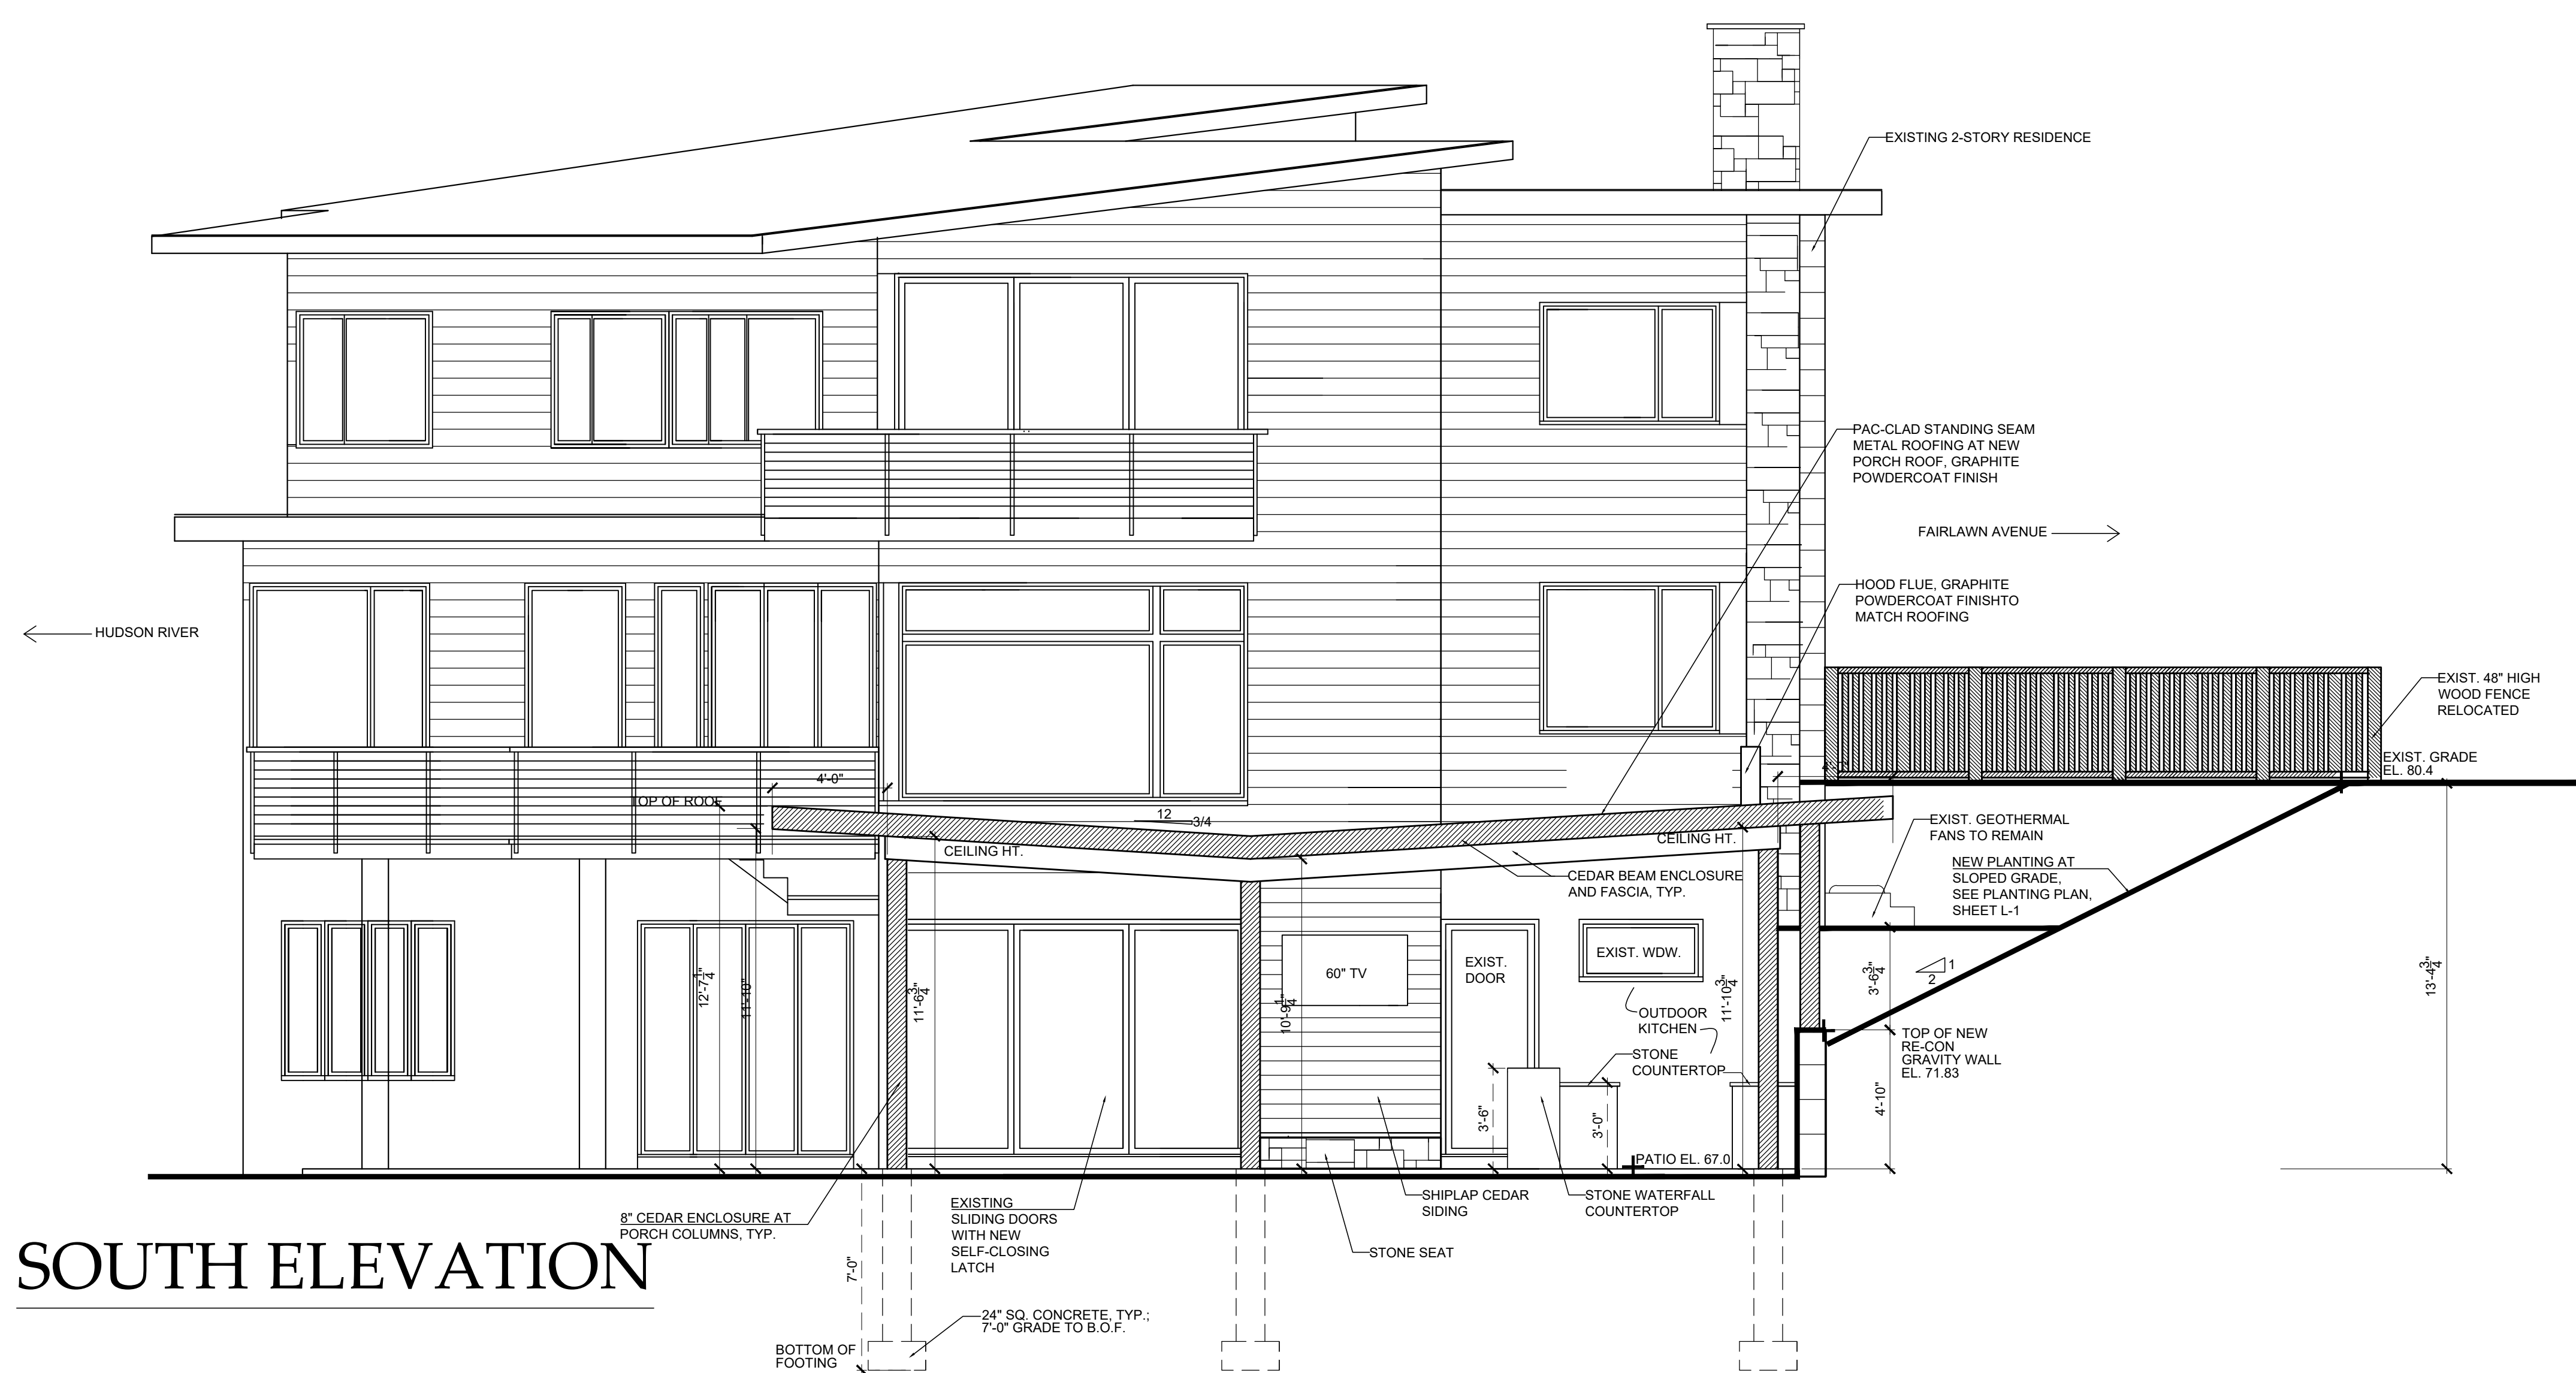 EXISTING 2-STORY RESIDENCE
PAC-CLAD STANDING SEAM
METAL ROOFING AT NEW
PORCH ROOF, GRAPHITE
POWDERCOAT FINISH
FAIRLAWN AVENUE
HOOD FLUE, GRAPHITE
POWDERCOAT FINISHTO
MATCH ROOFING
HUDSON RIVER
EXIST. 48" HIGH
WOOD FENCE
RELOCATED
EXIST. GRADE
EL. 80.4
4'-0"
TOP OF ROOF
12
3/4
CEILING HT.
CEILING HT.
EXIST. GEOTHERMAL
FANS TO REMAIN
NEW PLANTING AT
SLOPED GRADE,
SEE PLANTING PLAN,
SHEET L-1
CEDAR BEAM ENCLOSURE
AND FASCIA, TYP.
EXIST.
DOOR
EXIST. WDW.
60" TV
12'-7 1/4"
11'-10"
11'-6 3/4"
10'-9 1/4"
11'-10 3/4"
3'-6 3/4"
1
2
13'-4 3/4"
OUTDOOR
KITCHEN
STONE
COUNTERTOP
TOP OF NEW
RE-CON
GRAVITY WALL
EL. 71.83
4'-10"
3'-6"
3'-0"
PATIO EL. 67.0
8" CEDAR ENCLOSURE AT
PORCH COLUMNS, TYP.
EXISTING
SLIDING DOORS
WITH NEW
SELF-CLOSING
LATCH
SHIPLAP CEDAR
SIDING
STONE WATERFALL
COUNTERTOP
STONE SEAT
SOUTH ELEVATION
7'-0"
24" SQ. CONCRETE, TYP.;
7'-0" GRADE TO B.O.F.
BOTTOM OF
FOOTING